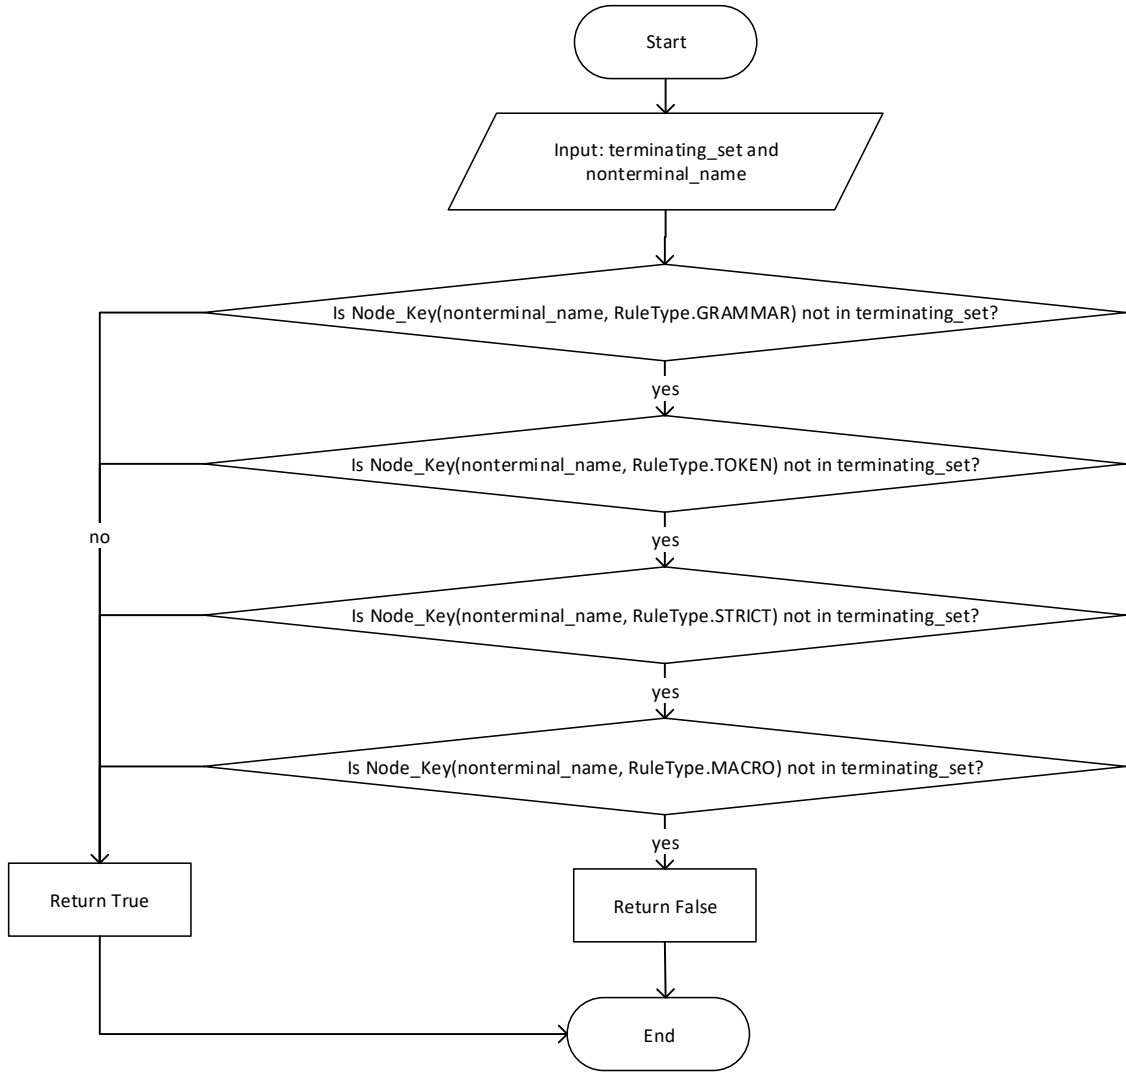 Start
Input: terminating_set and
nonterminal_name
Is Node_Key(nonterminal_name, RuleType.GRAMMAR) not in terminating_set?
yes
Is Node_Key(nonterminal_name, RuleType.TOKEN) not in terminating_set?
no
yes
Is Node_Key(nonterminal_name, RuleType.STRICT) not in terminating_set?
yes
Is Node_Key(nonterminal_name, RuleType.MACRO) not in terminating_set?
yes
Return True
Return False
End